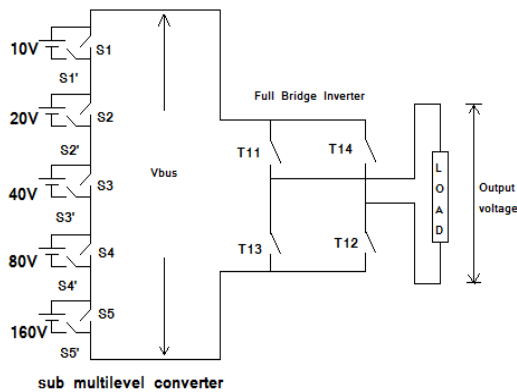 10V
S1
S1'
20V
S2
S2'
40V
S3
S3'
80V
S4
S4'
160V
S5
S5'
sub multilevel converter
Vbus
Full Bridge Inverter
T11
T14
T13
T12
LOAD
Output
voltage